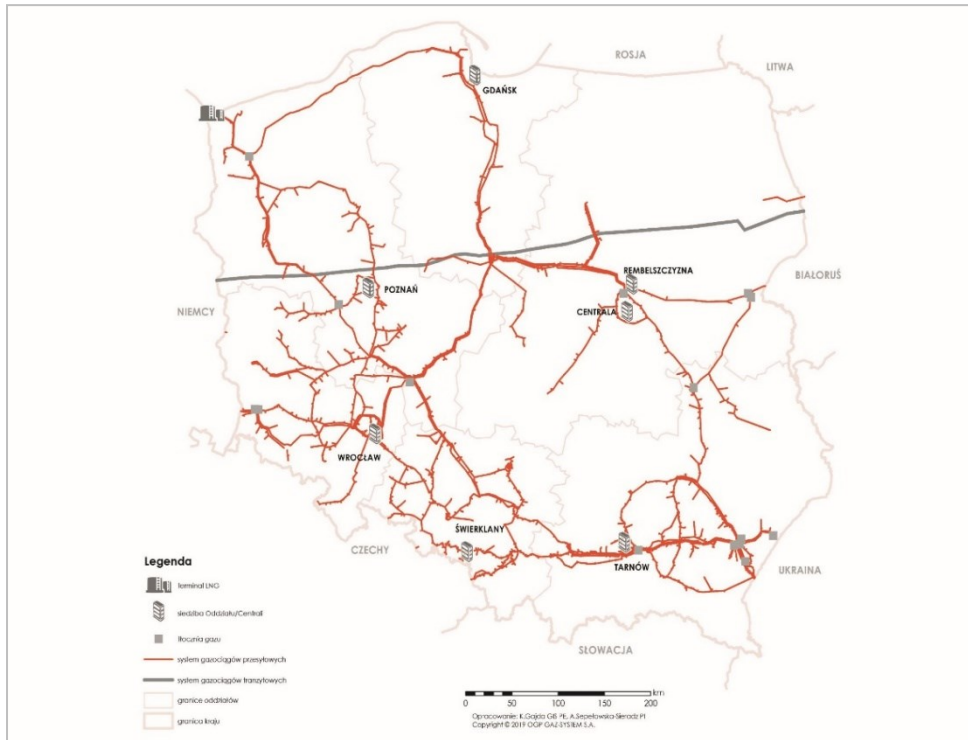 ROSJA
LITWA
GDAŃSK
REMBELSZCZYZNA
BIAŁORUŚ
POZNAŃ
CENTRALA
NIEMCY
WROCŁAW
ŚWIERKLANY
CZECHY
TARNÓW
UKRAINA
SŁOWACJA
Legenda
terminal LNG
siedziba Oddziału/Centrali
tłocznia gazu
system gazociągów przesyłowych
system gazociągów tranzytowych
granice oddziałów
granica kraju
0 50 100 150 200 km
Opracowanie: K.Gajda GIS PE, A.Sepełowska-Sieradz PI
Copyright © 2019 OGP GAZ-SYSTEM S.A.